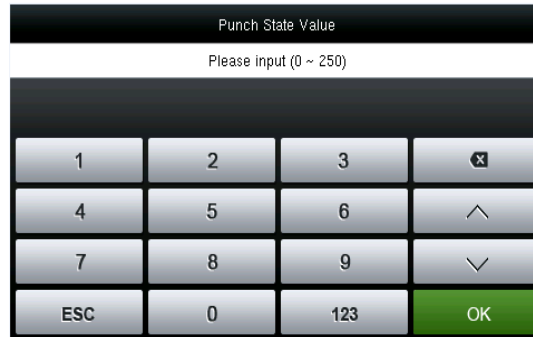 Punch State Value
Please input (0 ~ 250)
1 2 3
4 5 6
7 8 9
ESC 0 123 OK